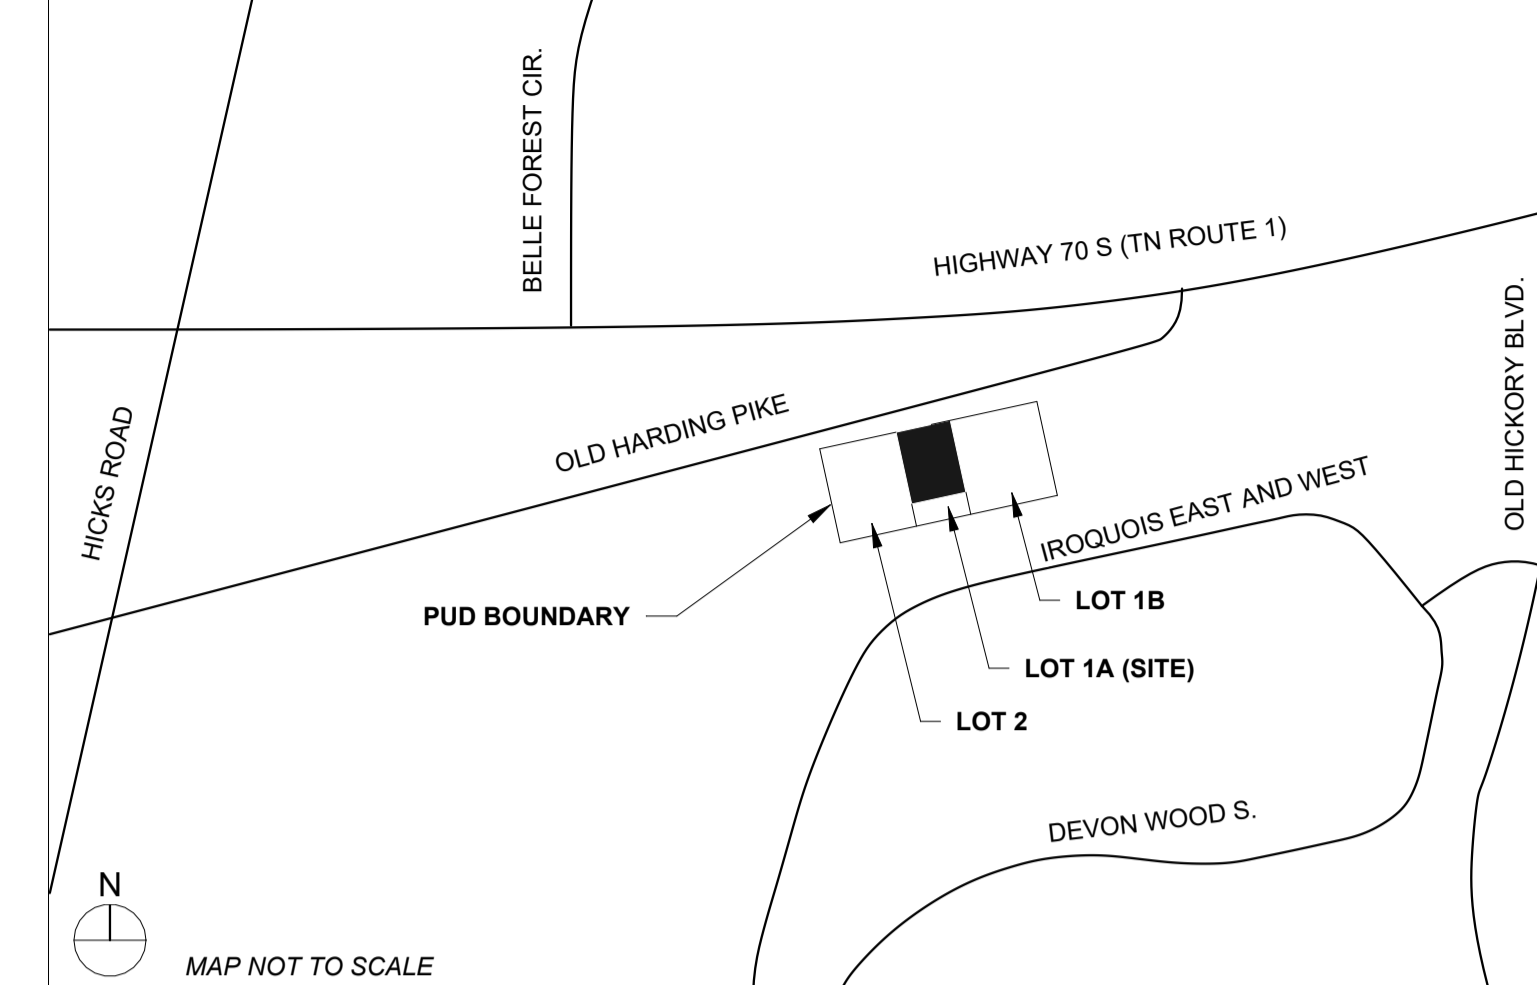 BELLE FOREST CIR.
HIGHWAY 70 S (TN ROUTE 1)
OLD HICKORY BLVD.
OLD HARDING PIKE
HICKS ROAD
IROQUOIS EAST AND WEST
PUD BOUNDARY
LOT 1B
LOT 1A (SITE)
LOT 2
DEVON WOOD S.
N
MAP NOT TO SCALE